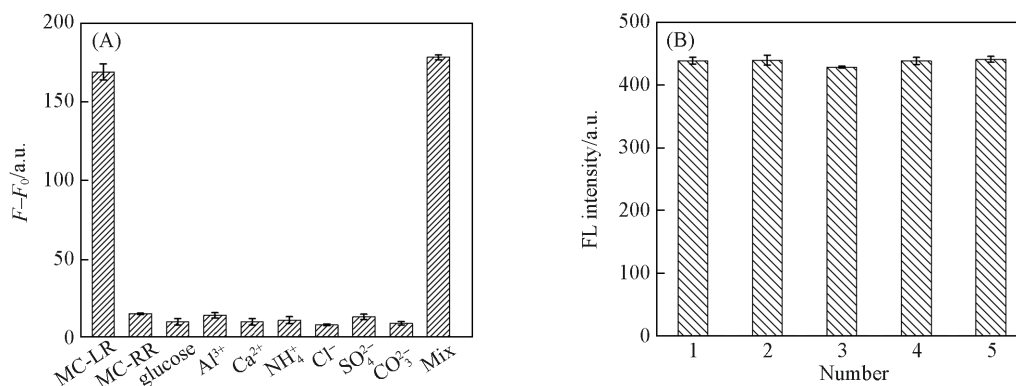 (A)
F–F₀/a.u.
200
150
100
50
0
MC-LR
MC-RR
glucose
Al³⁺
Ca²⁺
NH₄⁺
Cl⁻
SO₄²⁻
CO₃²⁻
Mix
(B)
FL intensity/a.u.
500
400
300
200
100
0
1 2 3 4 5
Number